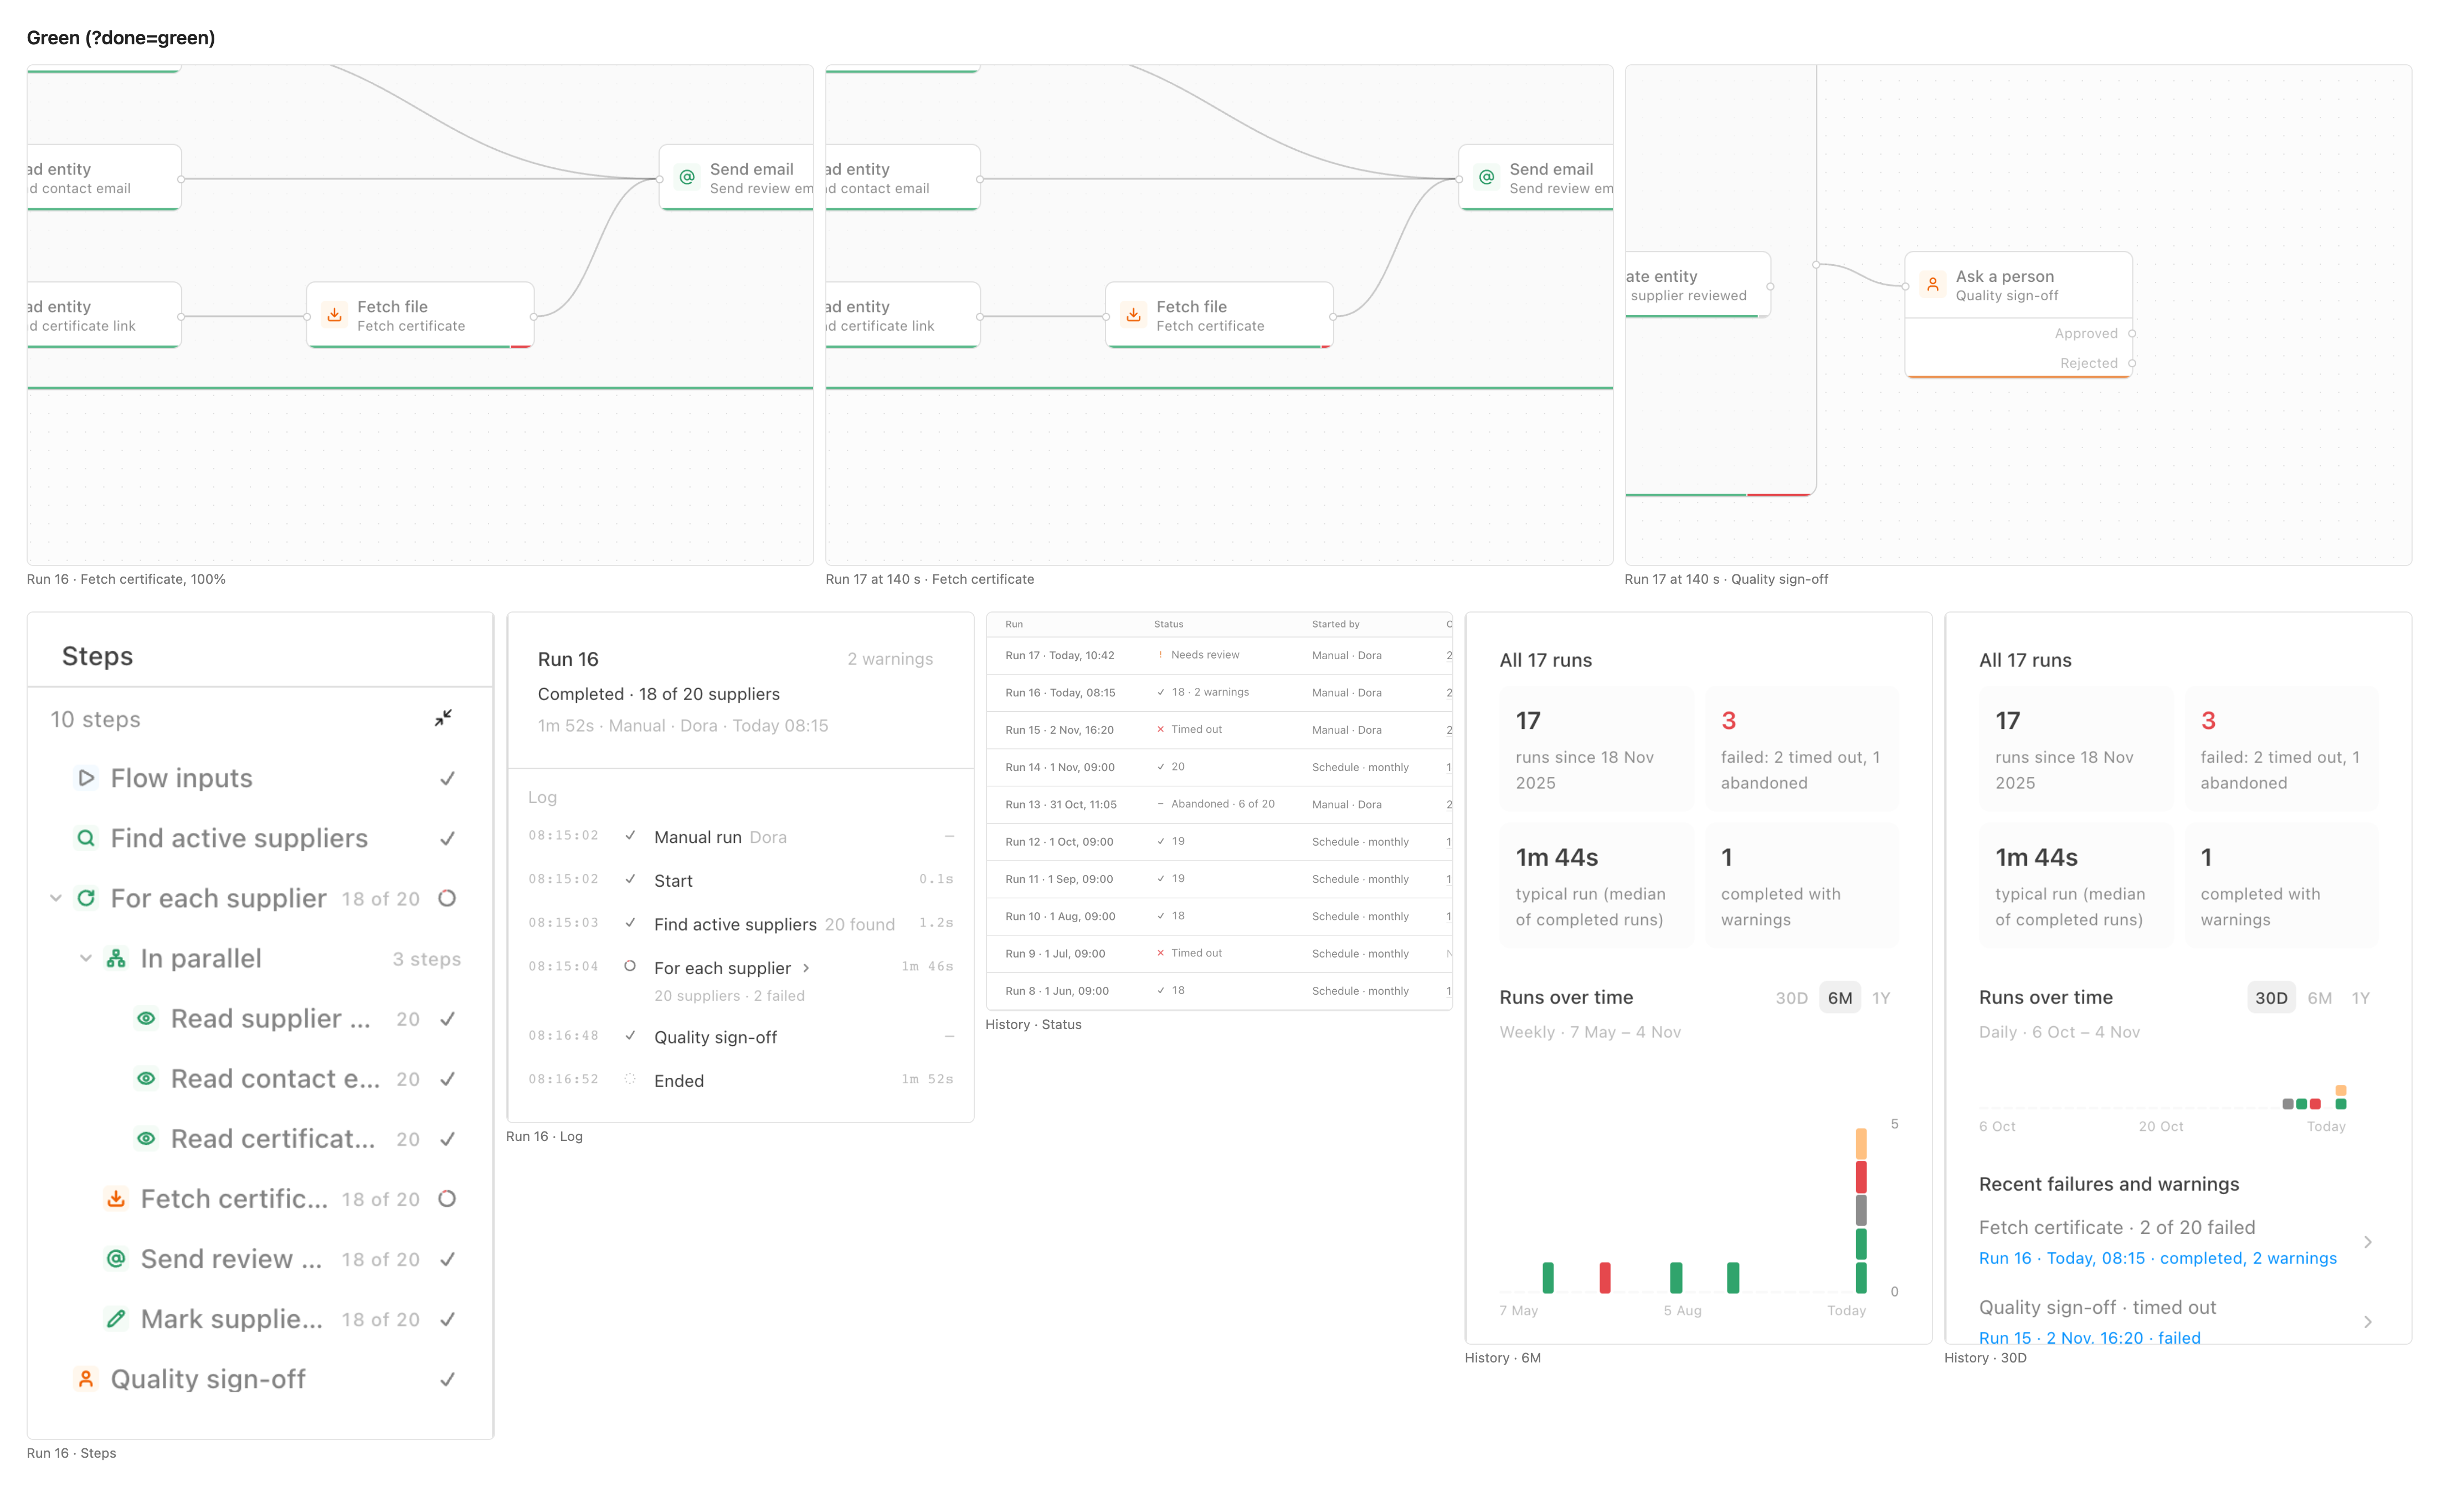 Green (?done=green)
ad entity
d contact email
@
Send email
Send review em
ad entity
d certificate link
Fetch file
Fetch certificate
Run 16 · Fetch certificate, 100%
ad entity
d contact email
@
Send email
Send review em
ad entity
d certificate link
Fetch file
Fetch certificate
Run 17 at 140 s · Fetch certificate
ate entity
supplier reviewed
Ask a person
Quality sign-off
Approved
Rejected
Run 17 at 140 s · Quality sign-off
Steps
10 steps
Flow inputs
Find active suppliers
For each supplier 18 of 20
In parallel 3 steps
Read supplier ... 20
Read contact e... 20
Read certificat... 20
Fetch certific... 18 of 20
@ Send review ... 18 of 20
Mark supplie... 18 of 20
Quality sign-off
Run 16 · Steps
Run 16 2 warnings
Completed · 18 of 20 suppliers
1m 52s · Manual · Dora · Today 08:15
Log
08:15:02 ✓ Manual run Dora –
08:15:02 ✓ Start 0.1s
08:15:03 ✓ Find active suppliers 20 found 1.2s
08:15:04 For each supplier > 1m 46s
20 suppliers · 2 failed
08:16:48 ✓ Quality sign-off –
08:16:52 Ended 1m 52s
Run 16 · Log
Run Status Started by
Run 17 · Today, 10:42 ! Needs review Manual · Dora 2
Run 16 · Today, 08:15 ✓ 18 · 2 warnings Manual · Dora 2
Run 15 · 2 Nov, 16:20 × Timed out Manual · Dora 2
Run 14 · 1 Nov, 09:00 ✓ 20 Schedule · monthly 1
Run 13 · 31 Oct, 11:05 – Abandoned · 6 of 20 Manual · Dora 2
Run 12 · 1 Oct, 09:00 ✓ 19 Schedule · monthly 1
Run 11 · 1 Sep, 09:00 ✓ 19 Schedule · monthly 1
Run 10 · 1 Aug, 09:00 ✓ 18 Schedule · monthly 1
Run 9 · 1 Jul, 09:00 × Timed out Schedule · monthly
Run 8 · 1 Jun, 09:00 ✓ 18 Schedule · monthly 1
History · Status
All 17 runs
17
runs since 18 Nov
2025
3
failed: 2 timed out, 1
abandoned
1m 44s
typical run (median
of completed runs)
1
completed with
warnings
Runs over time 30D 6M 1Y
Weekly · 7 May – 4 Nov
5
0
7 May 5 Aug Today
History · 6M
All 17 runs
17
runs since 18 Nov
2025
3
failed: 2 timed out, 1
abandoned
1m 44s
typical run (median
of completed runs)
1
completed with
warnings
Runs over time 30D 6M 1Y
Daily · 6 Oct – 4 Nov
6 Oct 20 Oct Today
Recent failures and warnings
Fetch certificate · 2 of 20 failed
Run 16 · Today, 08:15 · completed, 2 warnings
Quality sign-off · timed out
Run 15 · 2 Nov, 16:20 · failed
History · 30D